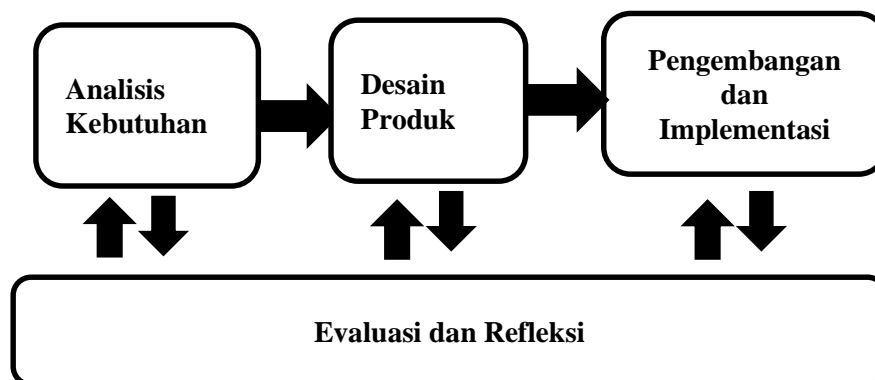 Analisis
Kebutuhan
Desain
Produk
Pengembangan
dan
Implementasi
Evaluasi dan Refleksi